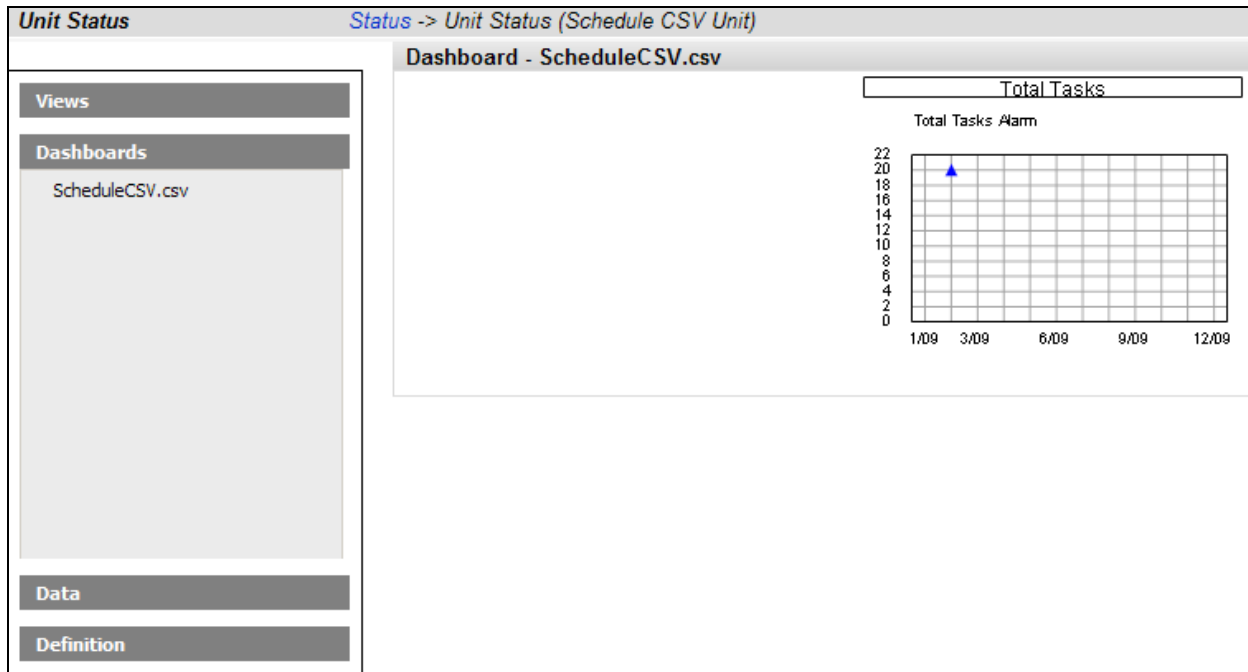 Unit Status
Status -> Unit Status (Schedule CSV Unit)
Views
Dashboards
ScheduleCSV.csv
Data
Definition
Dashboard - ScheduleCSV.csv
Total Tasks
Total Tasks Alarm
22
20
18
16
14
12
10
8
6
4
2
0
1/09 3/09 6/09 9/09 12/09